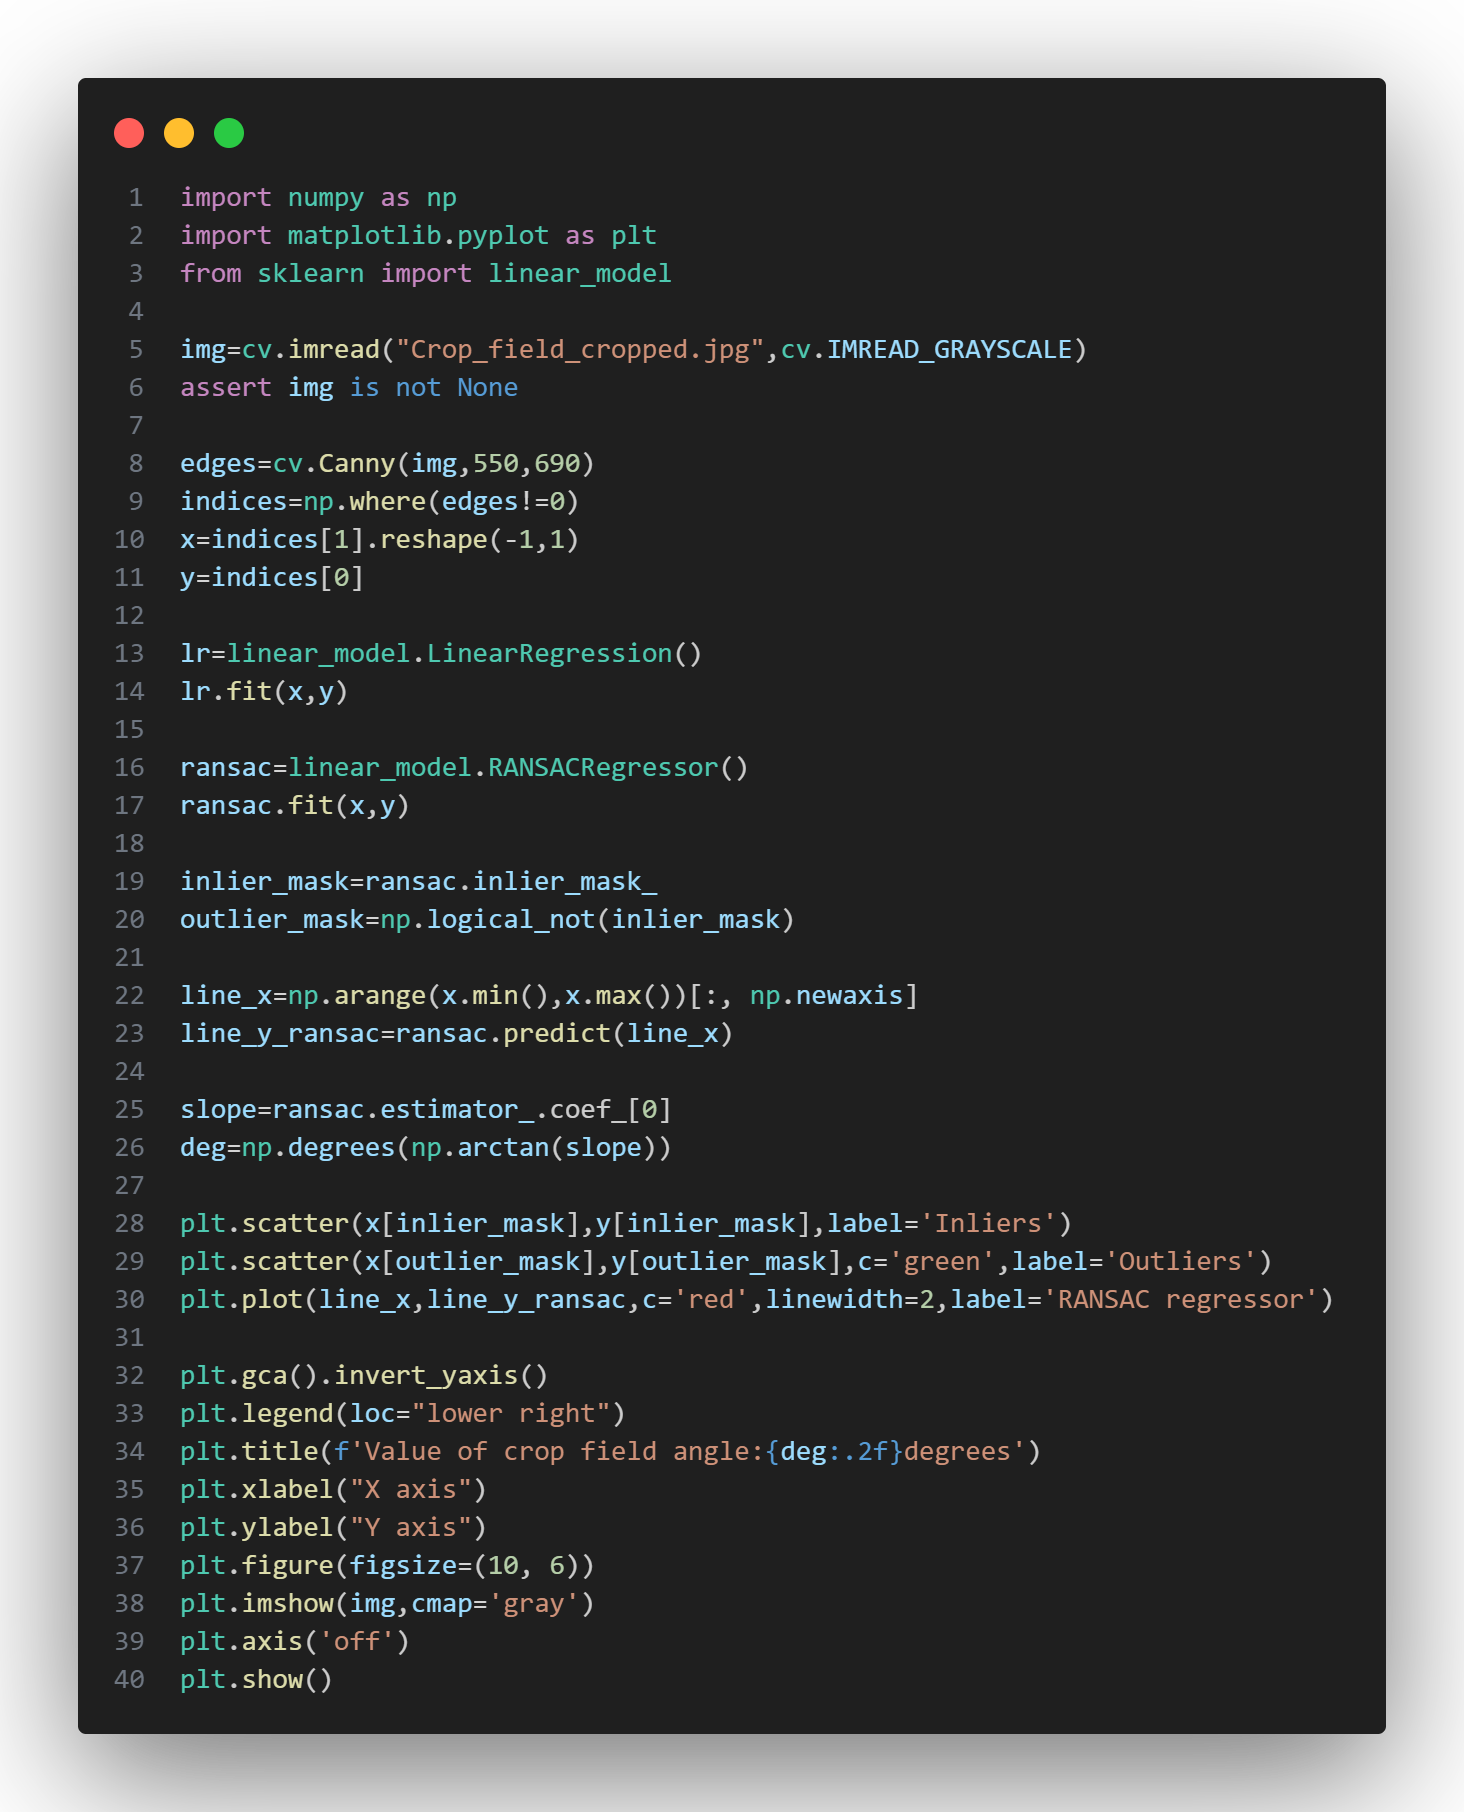 1 import numpy as np
2 import matplotlib.pyplot as plt
3 from sklearn import linear_model
4
5 img=cv.imread("Crop_field_cropped.jpg",cv.IMREAD_GRAYSCALE)
6 assert img is not None
7
8 edges=cv.Canny(img,550,690)
9 indices=np.where(edges!=0)
10 x=indices[1].reshape(-1,1)
11 y=indices[0]
12
13 lr=linear_model.LinearRegression()
14 lr.fit(x,y)
15
16 ransac=linear_model.RANSACRegressor()
17 ransac.fit(x,y)
18
19 inlier_mask=ransac.inlier_mask_
20 outlier_mask=np.logical_not(inlier_mask)
21
22 line_x=np.arange(x.min(),x.max())[:, np.newaxis]
23 line_y_ransac=ransac.predict(line_x)
24
25 slope=ransac.estimator_.coef_[0]
26 deg=np.degrees(np.arctan(slope))
27
28 plt.scatter(x[inlier_mask],y[inlier_mask],label='Inliers')
29 plt.scatter(x[outlier_mask],y[outlier_mask],c='green',label='Outliers')
30 plt.plot(line_x,line_y_ransac,c='red',linewidth=2,label='RANSAC regressor')
31
32 plt.gca().invert_yaxis()
33 plt.legend(loc="lower right")
34 plt.title(f'Value of crop field angle:{deg:.2f}degrees')
35 plt.xlabel("X axis")
36 plt.ylabel("Y axis")
37 plt.figure(figsize=(10, 6))
38 plt.imshow(img,cmap='gray')
39 plt.axis('off')
40 plt.show()